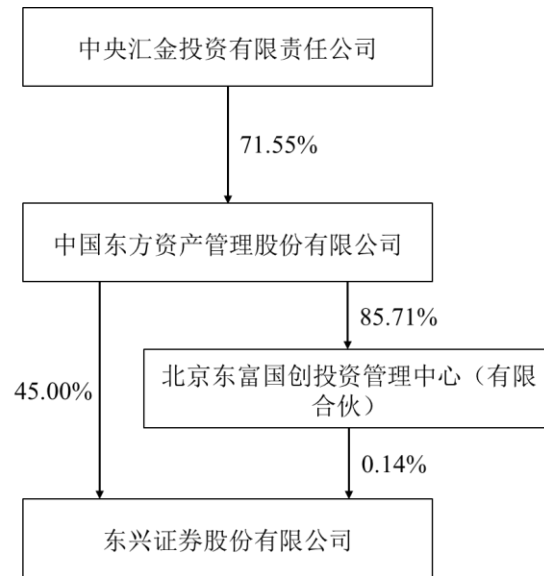 中央汇金投资有限责任公司
71.55%
中国东方资产管理股份有限公司
85.71%
45.00%
北京东富国创投资管理中心（有限
合伙）
0.14%
东兴证券股份有限公司